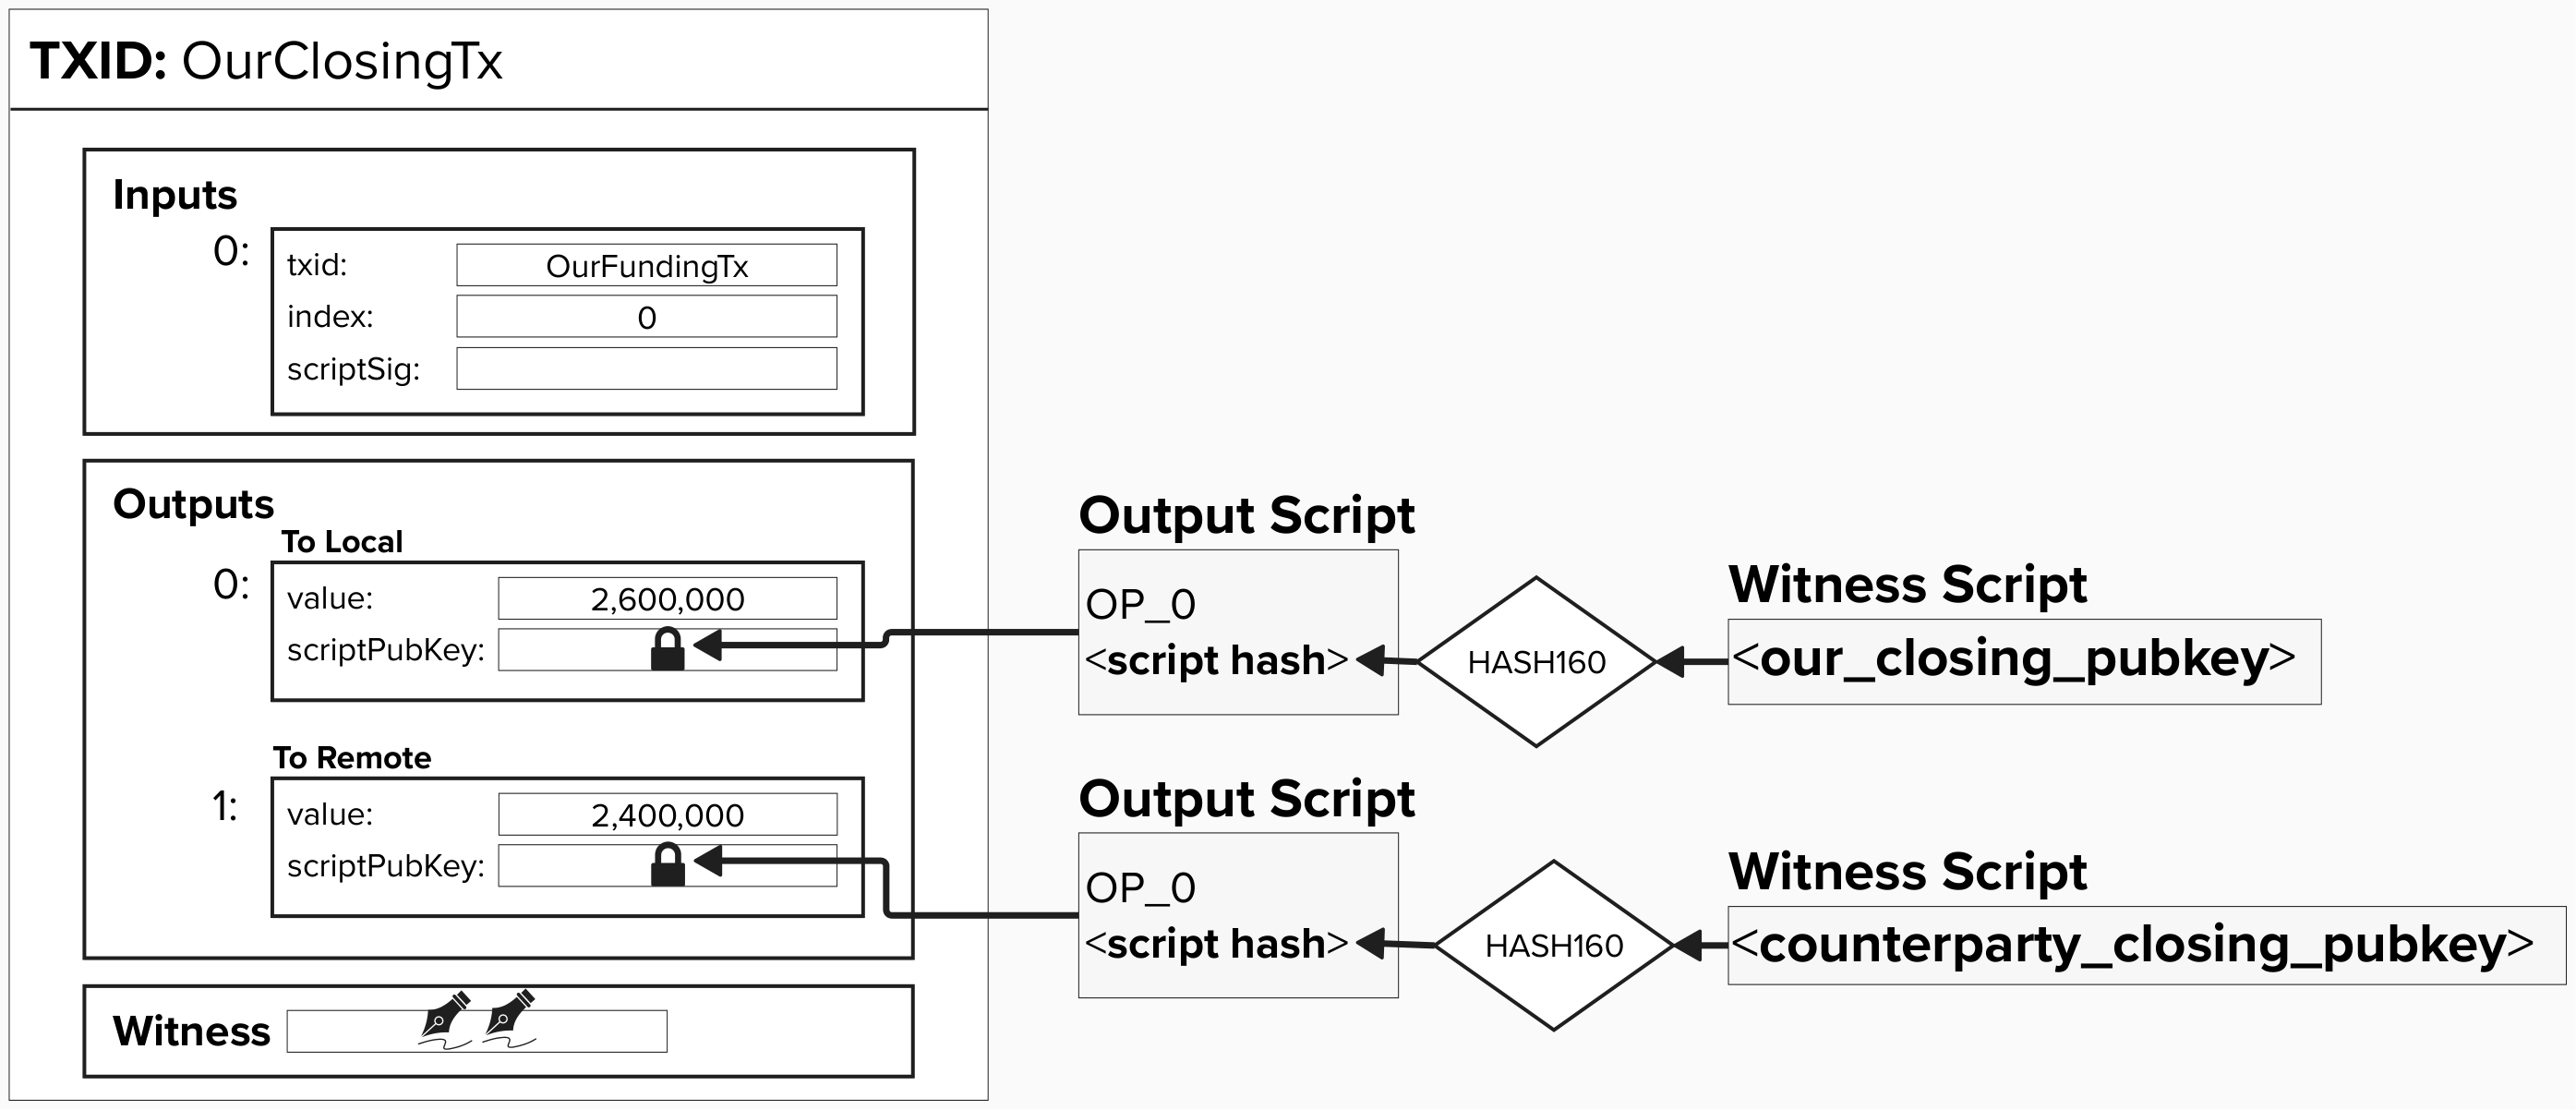 TXID: OurClosingTx
Inputs
0:
txid: OurFundingTx
index: 0
scriptSig:
Outputs
To Local
0:
value: 2,600,000
scriptPubKey:
To Remote
1:
value: 2,400,000
scriptPubKey:
Witness
Output Script
OP_0
<script hash>
HASH160
Witness Script
<our_closing_pubkey>
Output Script
OP_0
<script hash>
HASH160
Witness Script
<counterparty_closing_pubkey>